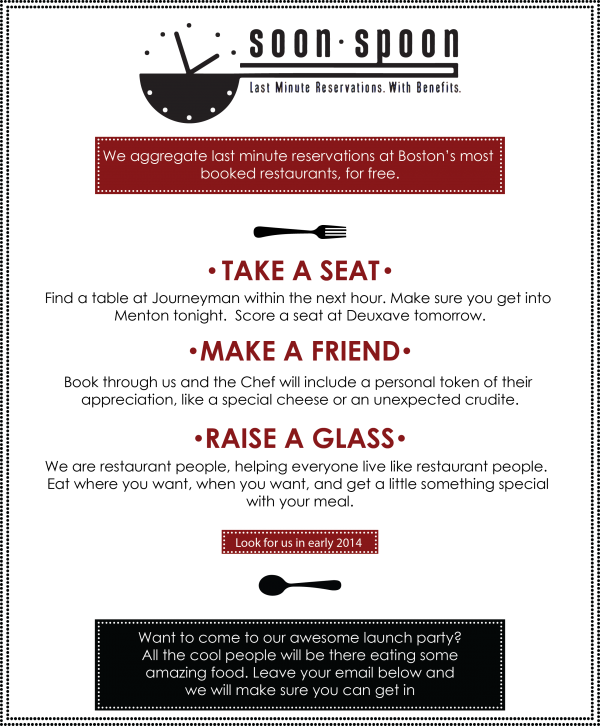 soon · spoon
Last Minute Reservations. With Benefits.
We aggregate last minute reservations at Boston's most
booked restaurants, for free.
• TAKE A SEAT •
Find a table at Journeyman within the next hour. Make sure you get into
Menton tonight.  Score a seat at Deuxave tomorrow.
• MAKE A FRIEND •
Book through us and the Chef will include a personal token of their
appreciation, like a special cheese or an unexpected crudite.
• RAISE A GLASS •
We are restaurant people, helping everyone live like restaurant people.
Eat where you want, when you want, and get a little something special
with your meal.
Look for us in early 2014
Want to come to our awesome launch party?
All the cool people will be there eating some
amazing food. Leave your email below and
we will make sure you can get in